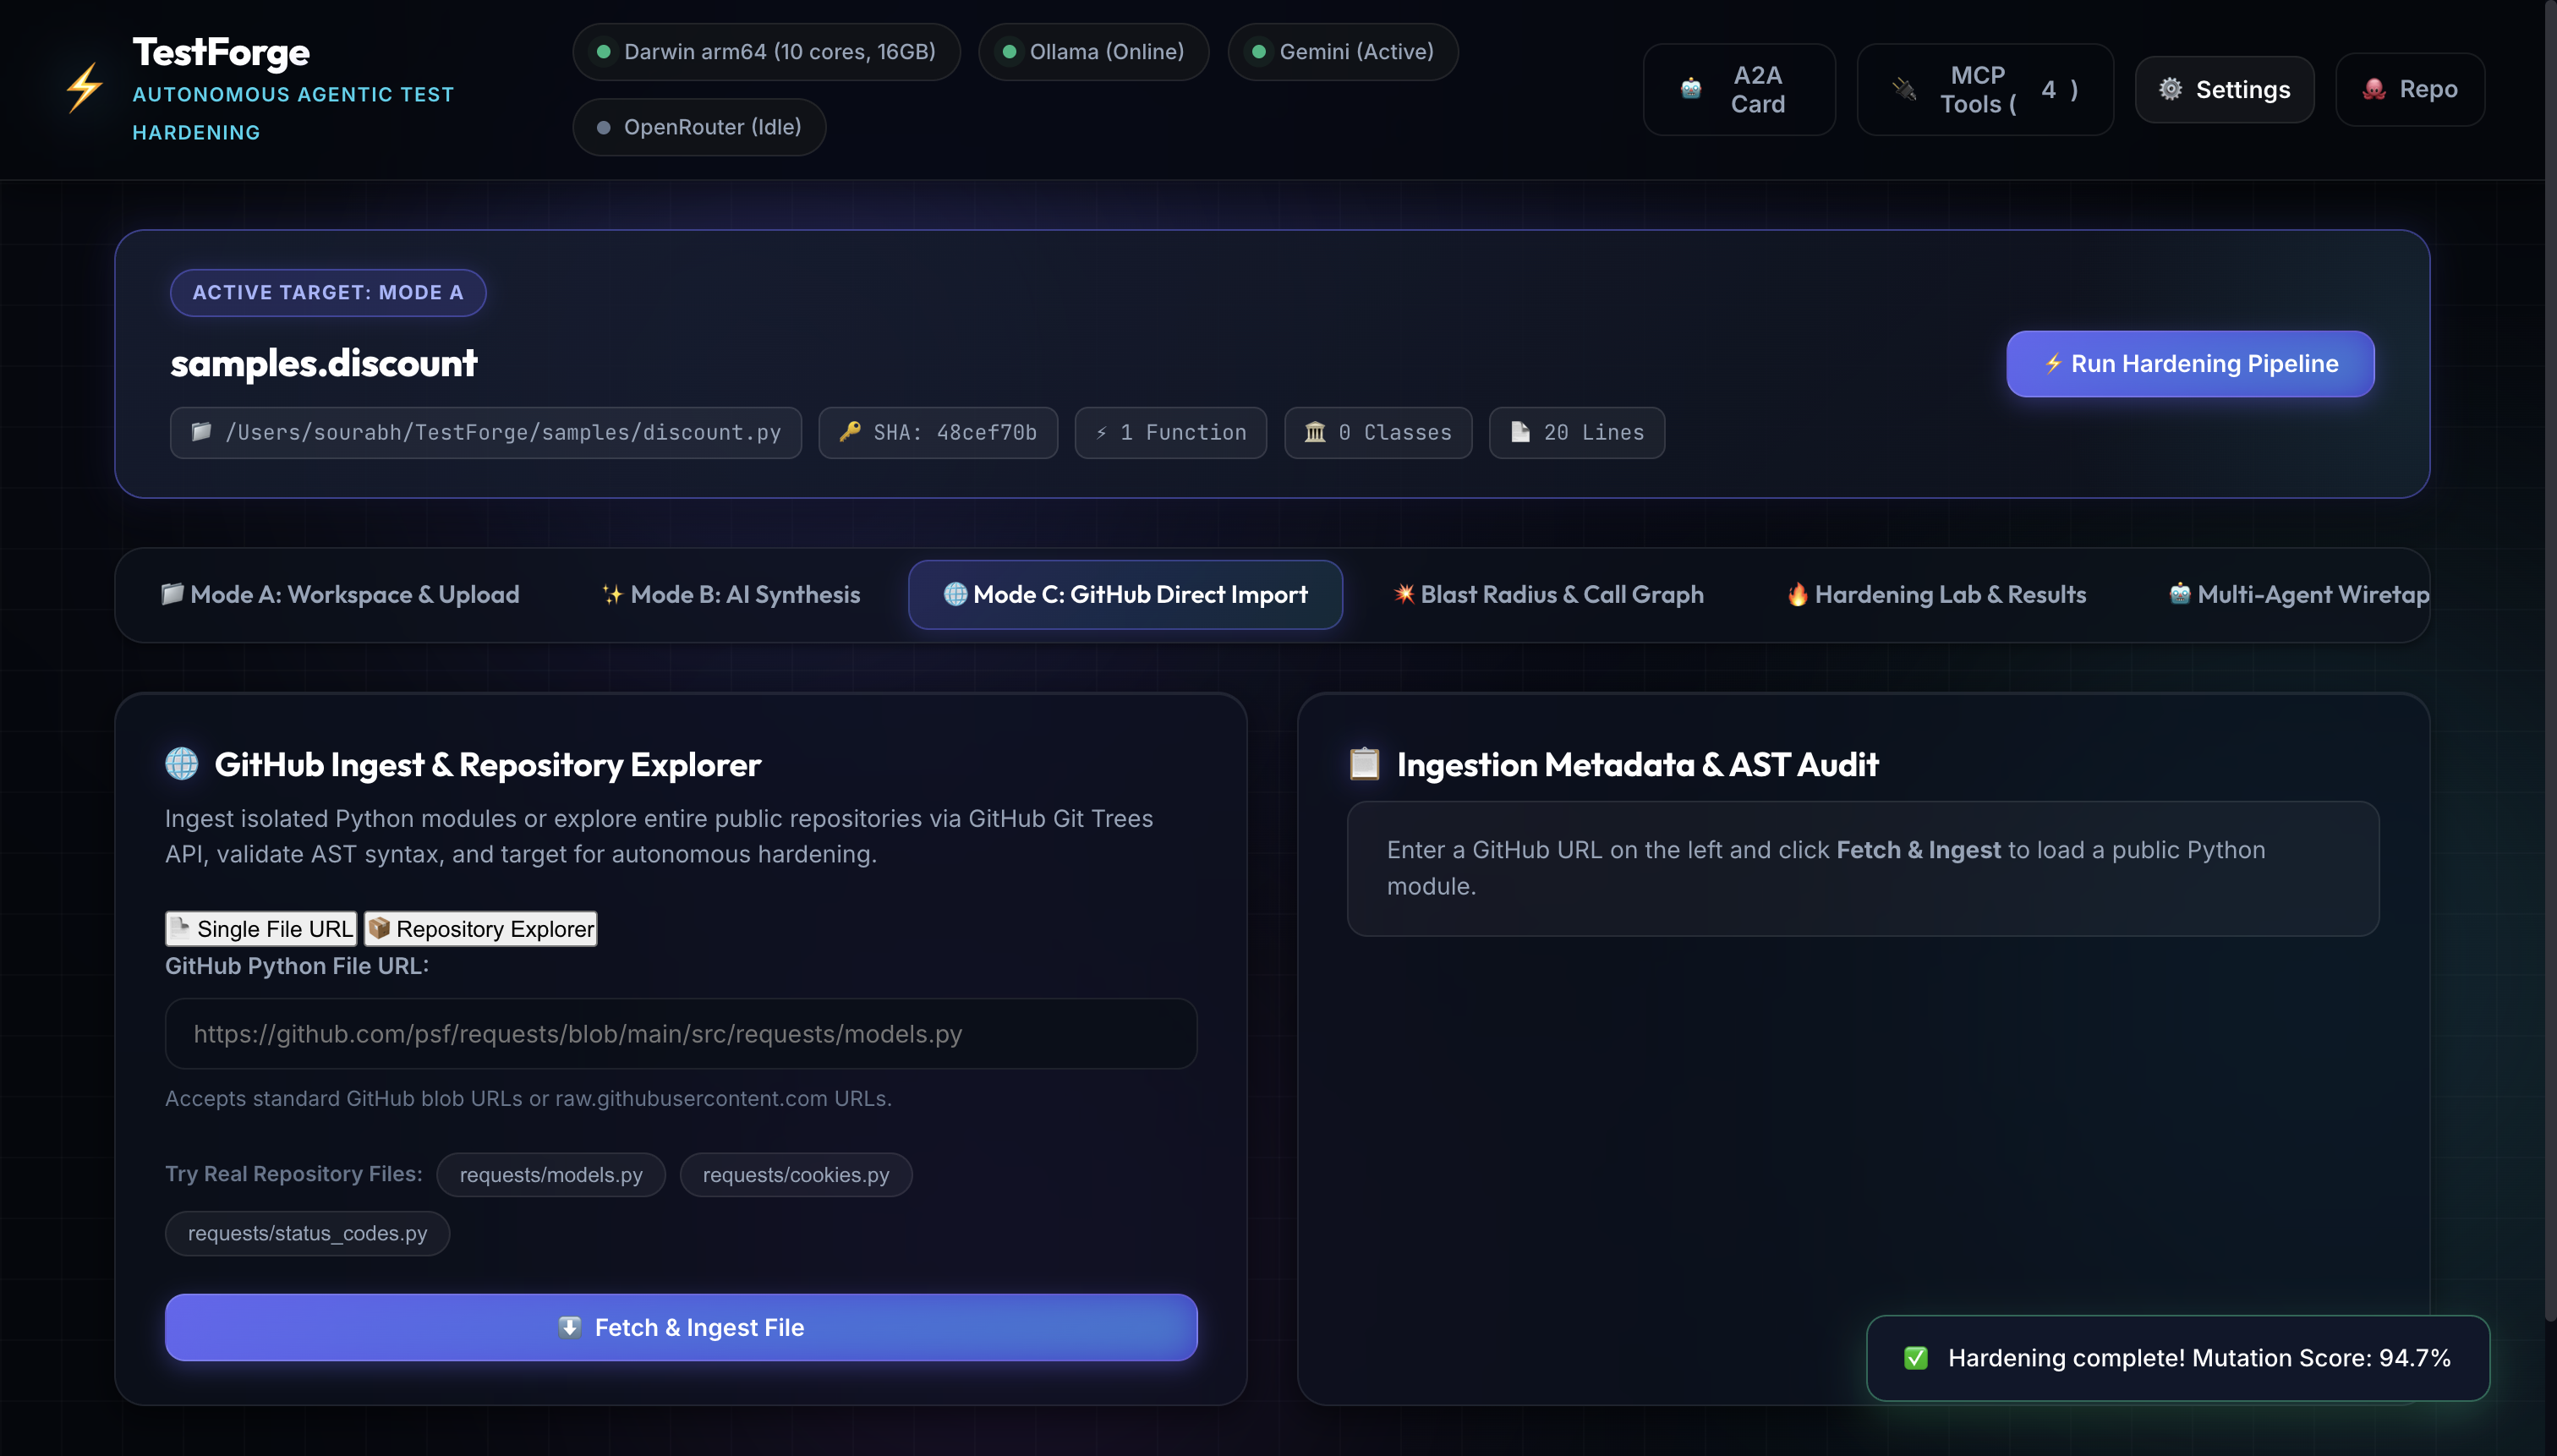 TestForge
AUTONOMOUS AGENTIC TEST
HARDENING
Darwin arm64 (10 cores, 16GB)
Ollama (Online)
Gemini (Active)
OpenRouter (Idle)
A2A
Card
MCP
Tools ( 4 )
Settings
Repo
ACTIVE TARGET: MODE A
samples.discount
/Users/sourabh/TestForge/samples/discount.py
SHA: 48cef70b
1 Function
0 Classes
20 Lines
Run Hardening Pipeline
Mode A: Workspace & Upload
Mode B: AI Synthesis
Mode C: GitHub Direct Import
Blast Radius & Call Graph
Hardening Lab & Results
Multi-Agent Wiretap
GitHub Ingest & Repository Explorer
Ingest isolated Python modules or explore entire public repositories via GitHub Git Trees
API, validate AST syntax, and target for autonomous hardening.
Single File URL
Repository Explorer
GitHub Python File URL:
https://github.com/psf/requests/blob/main/src/requests/models.py
Accepts standard GitHub blob URLs or raw.githubusercontent.com URLs.
Try Real Repository Files:
requests/models.py
requests/cookies.py
requests/status_codes.py
Fetch & Ingest File
Ingestion Metadata & AST Audit
Enter a GitHub URL on the left and click Fetch & Ingest to load a public Python
module.
Hardening complete! Mutation Score: 94.7%